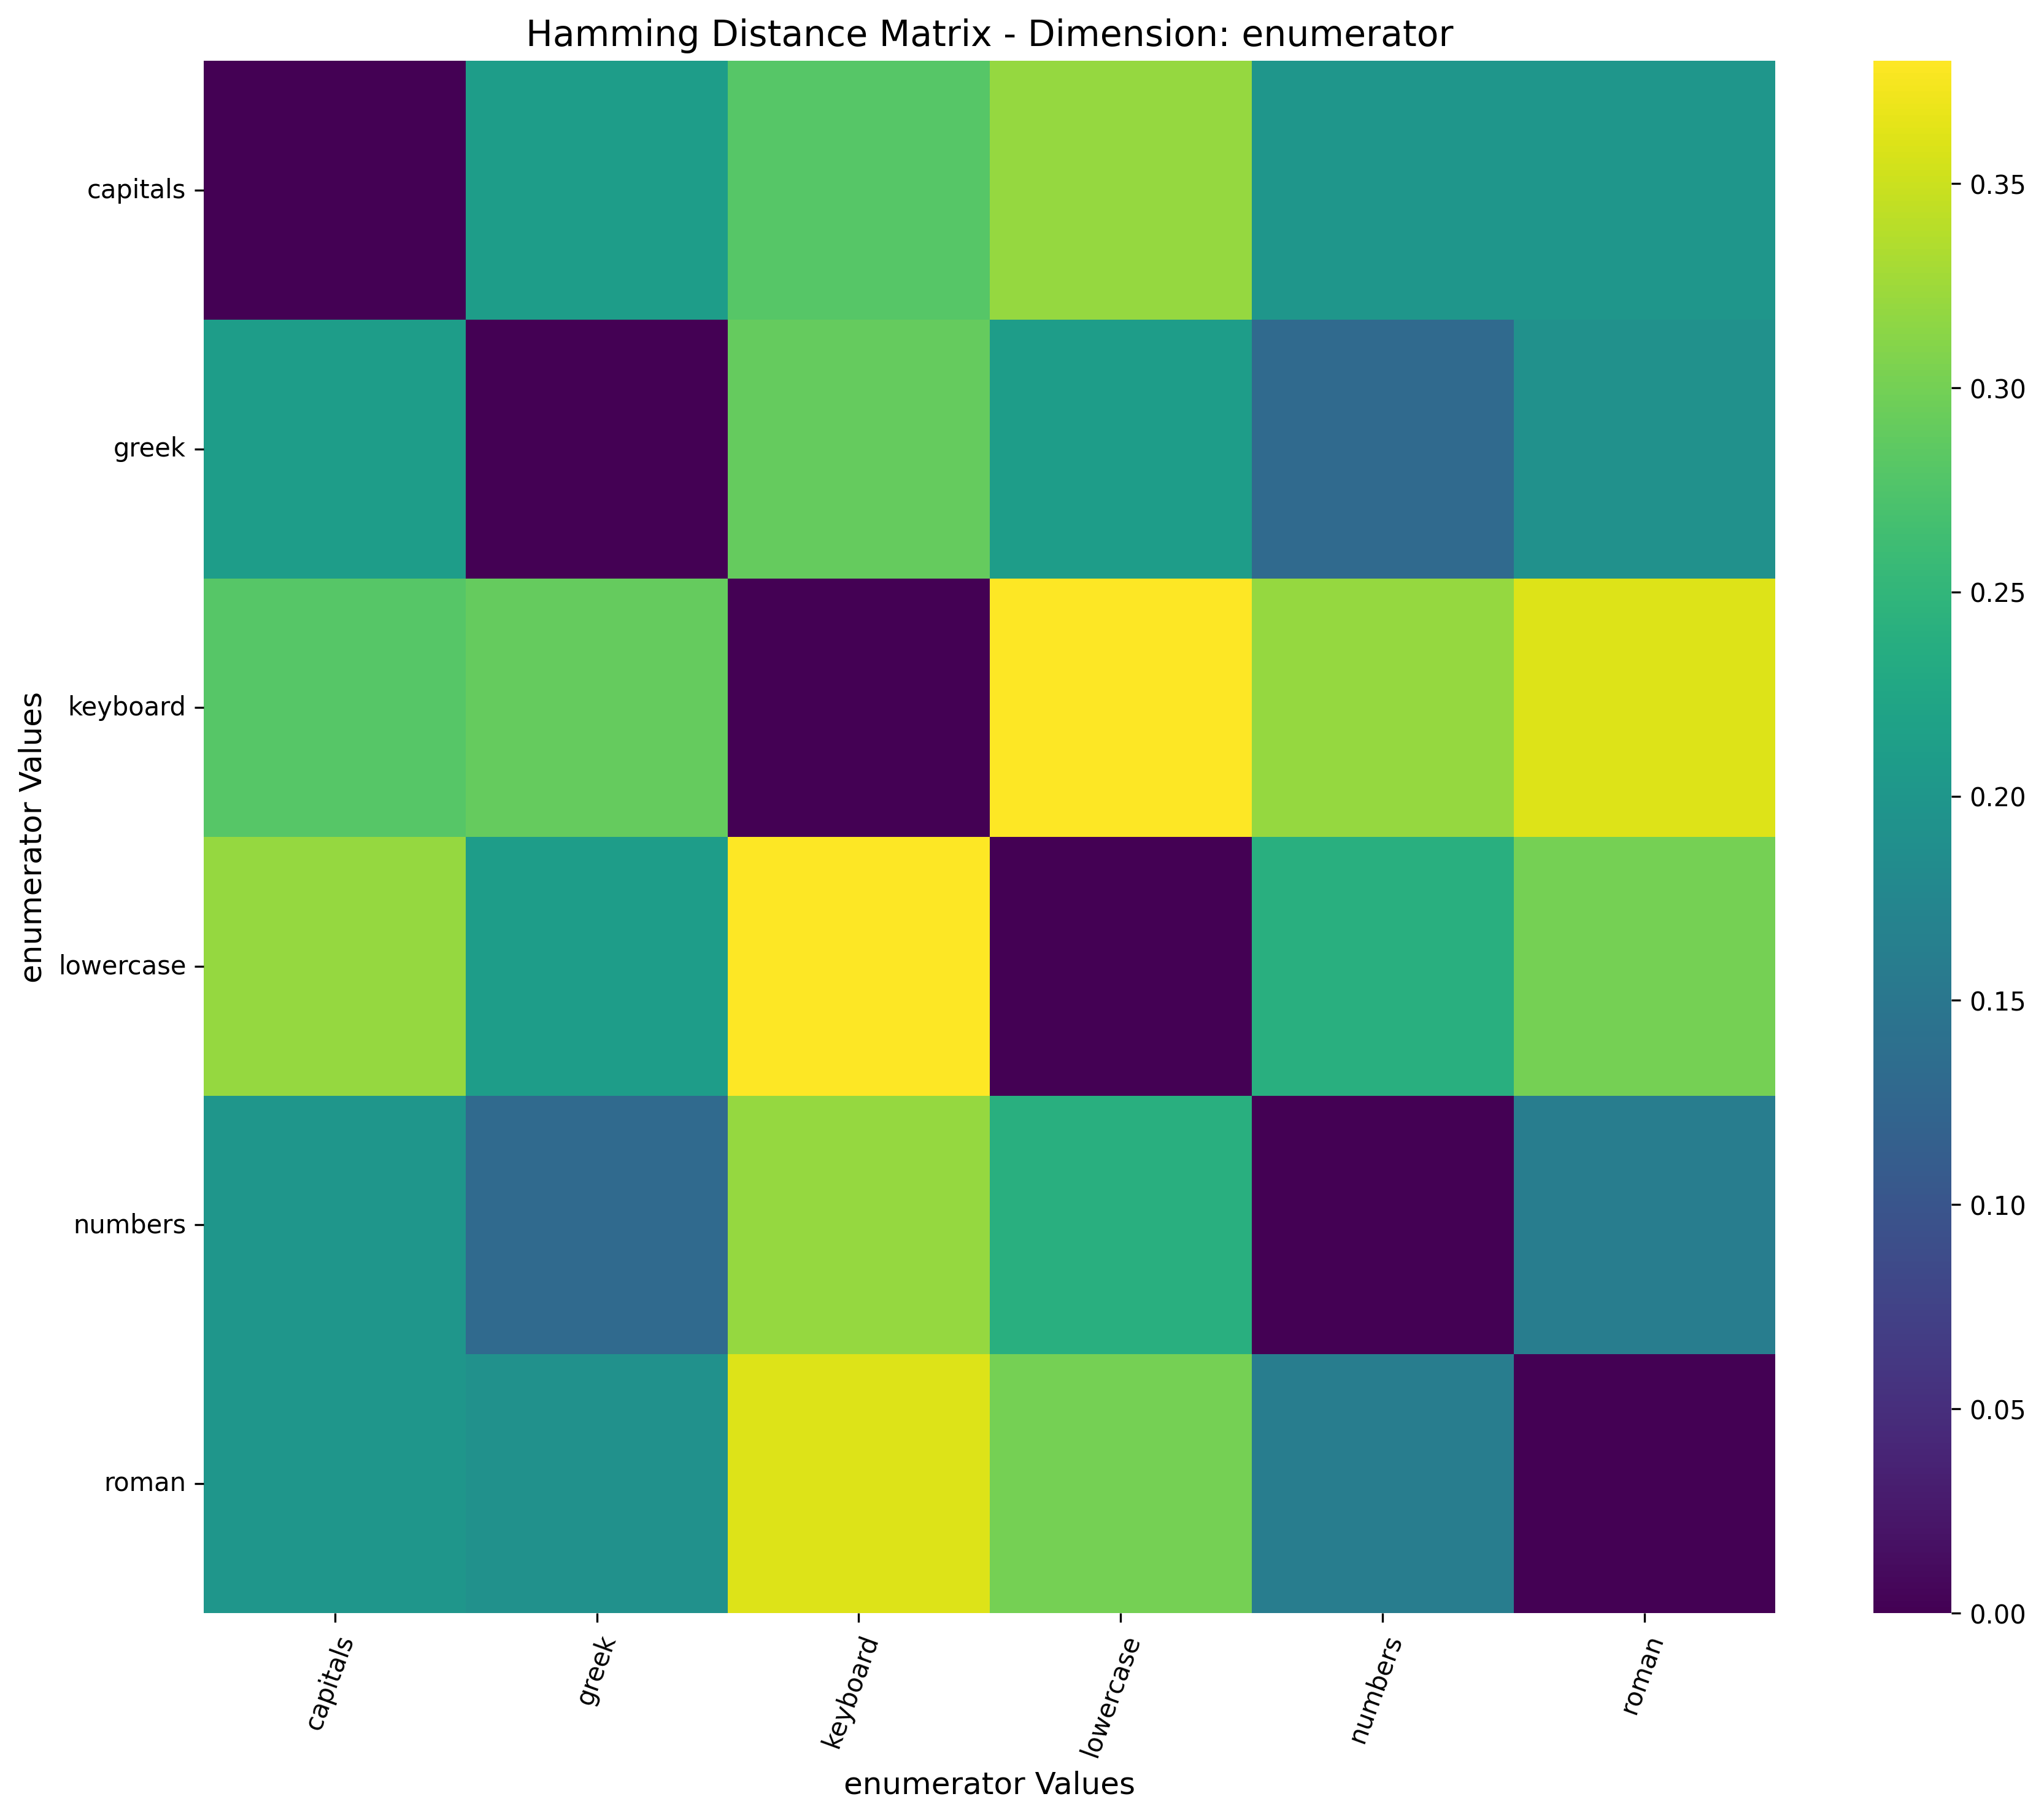 Hamming Distance Matrix - Dimension: enumerator
enumerator Values
capitals
greek
keyboard
lowercase
numbers
roman
capitals
greek
keyboard
lowercase
numbers
roman
enumerator Values
0.35
0.30
0.25
0.20
0.15
0.10
0.05
0.00